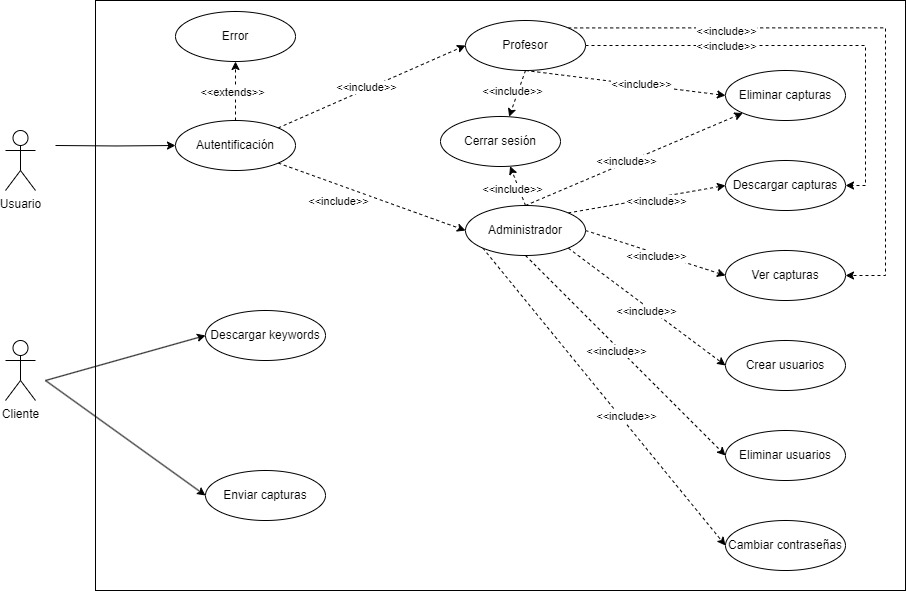 Error
Profesor
<<include>>
<<include>>
<<extends>>
<<include>>
<<include>>
<<include>>
Eliminar capturas
Usuario
Autentificación
Cerrar sesión
<<include>>
<<include>>
<<include>>
<<include>>
Descargar capturas
Administrador
<<include>>
Ver capturas
<<include>>
Descargar keywords
<<include>>
Crear usuarios
Cliente
<<include>>
Eliminar usuarios
Enviar capturas
Cambiar contraseñas